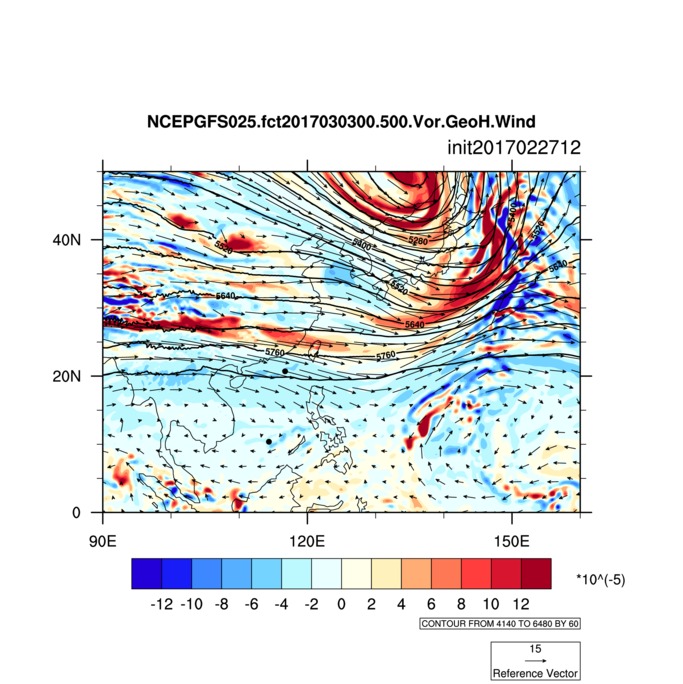 NCEPGFS025.fct2017030300.500.Vor.GeoH.Wind
init2017022712
40N
20N
0
90E 120E 150E
5400
5280
5400
5520
5520
5520
5640
5640
5640
5760
5760
-12 -10 -8 -6 -4 -2 0 2 4 6 8 10 12
*10^(-5)
CONTOUR FROM 4140 TO 6480 BY 60
15
Reference Vector